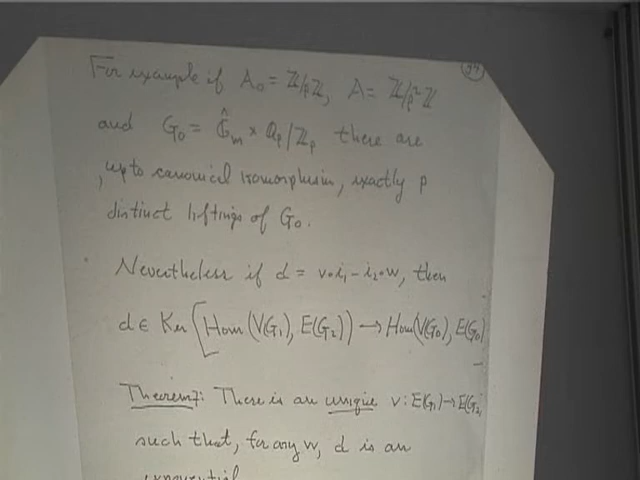 94
For example if A₀ = ℤ/pℤ, A = ℤ/p²ℤ
and G₀ = Ĝₘ × ℚₚ/ℤₚ there are
, up to canonical isomorphism, exactly p
distinct liftings of G₀.
Nevertheless if d = v∘i₁ - i₂∘w, then
d ∈ Ker [Hom (V(G₁), E(G₂)) → Hom(V(G₀), E(G₀)
Theorem 7: There is an unique v: E(G₁) → E(G₂,
such that, for any w, d is an
exponential